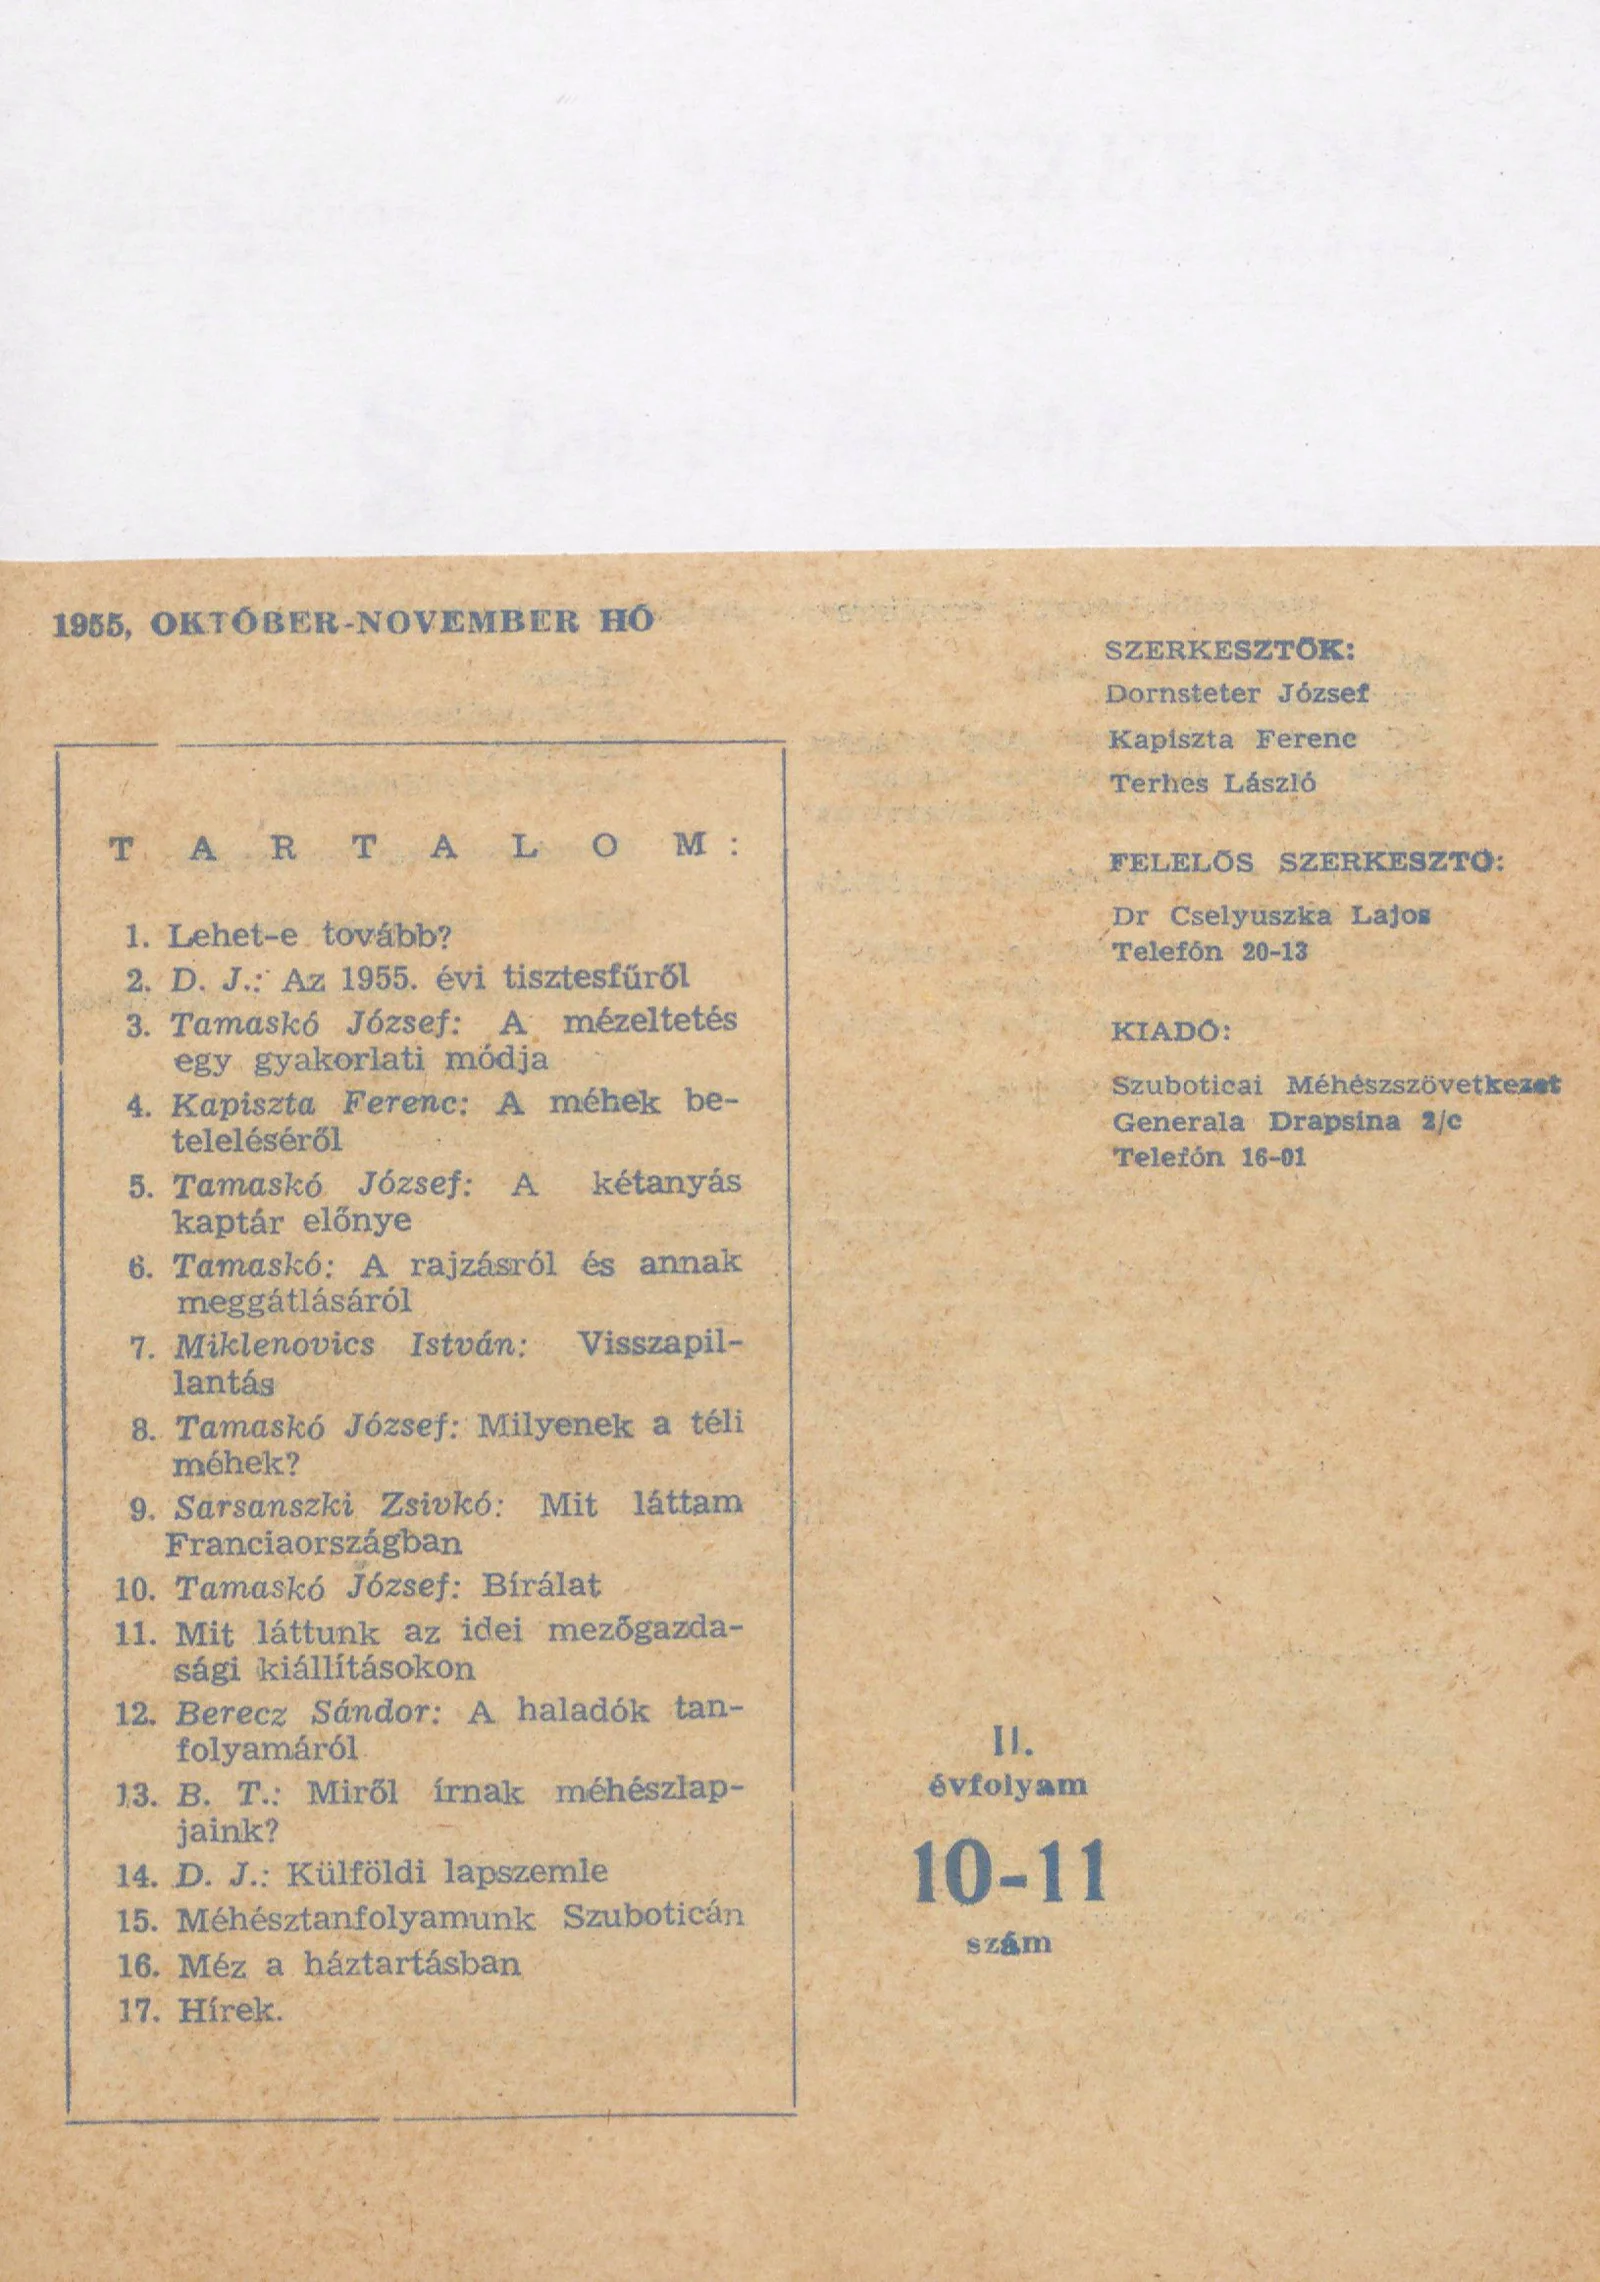 1955, OKTÓBER-NOVEMBER HÓ
TARTALOM:
1. Lehet-e tovább?
2. D. J.: Az 1955. évi tisztesfűről
3. Tamaskó József: A mézeltetés
egy gyakorlati módja
4. Kapiszta Ferenc: A méhek be-
teleléséről
5. Tamaskó József: A kétanyás
kaptár előnye
6. Tamaskó: A rajzásról és annak
meggátlásáról
7. Miklenovics István: Visszapil-
lantás
8. Tamaskó József: Milyenek a téli
méhek?
9. Sarsanszki Zsivkó: Mit láttam
Franciaországban
10. Tamaskó József: Bírálat
11. Mit láttunk az idei mezőgazda-
sági kiállításokon
12. Berecz Sándor: A haladók tan-
folyamáról
13. B. T.: Miről írnak méhészlap-
jaink?
14. D. J.: Külföldi lapszemle
15. Méhésztanfolyamunk Szuboticán
16. Méz a háztartásban
17. Hírek.
SZERKESZTŐK:
Dornsteter József
Kapiszta Ferenc
Terhes László
FELELŐS SZERKESZTŐ:
Dr Cselyuszka Lajos
Telefón 20-13
KIADÓ:
Szuboticai Méhészszövetkezet
Generala Drapsina 2/c
Telefón 16-01
II.
évfolyam
10-11
szám